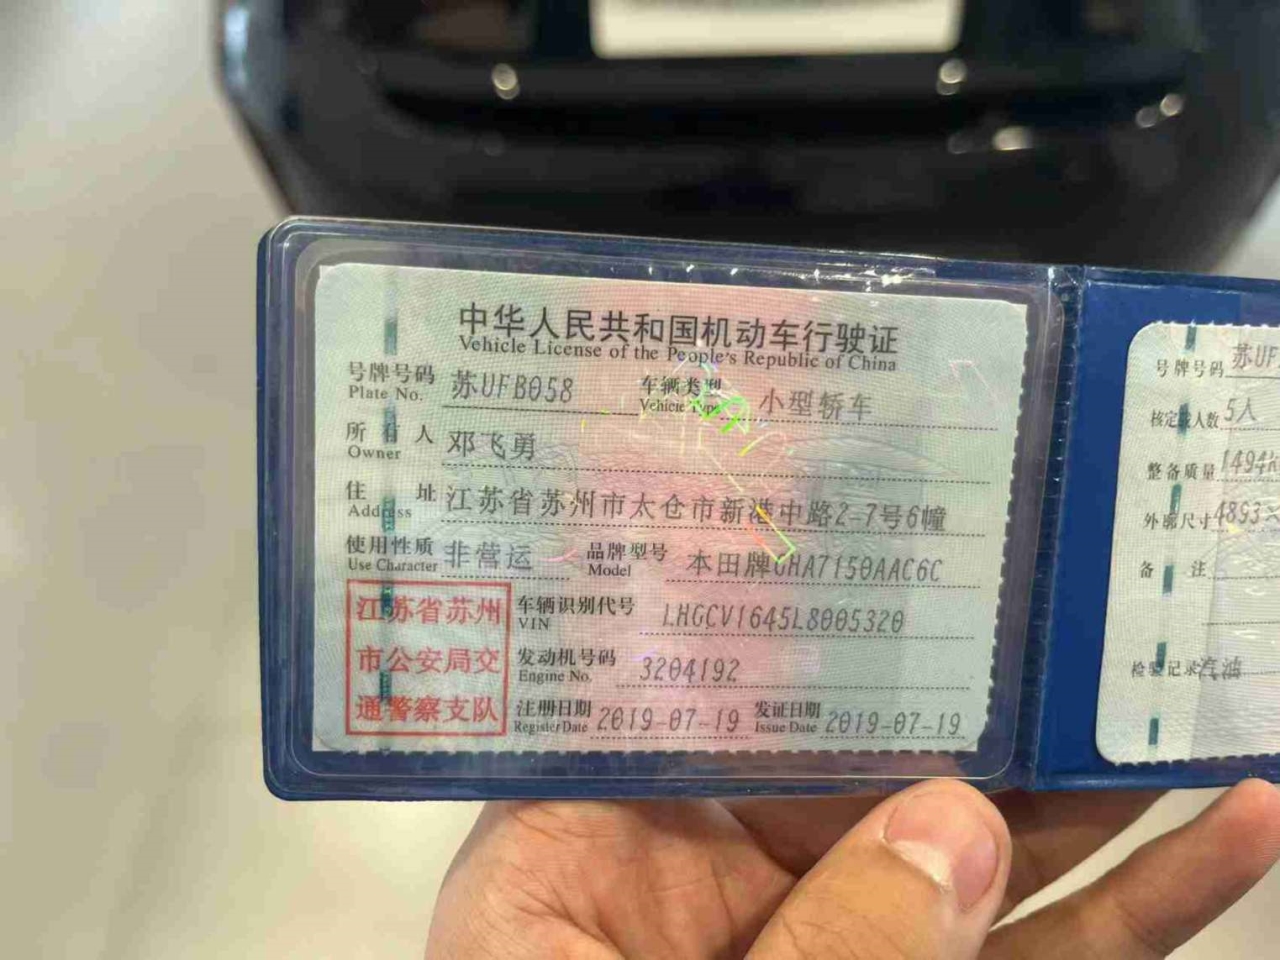 中华人民共和国机动车行驶证
Vehicle License of the People's Republic of China
号牌号码 苏UFB058 车辆类型 小型轿车
Plate No. Vehicle Type
所有人 邓飞勇
Owner
住址 江苏省苏州市太仓市新港中路2-7号6幢
Address
使用性质 非营运 品牌型号 本田牌GHA7150AAC6C
Use Character Model
江苏省苏州
市公安局交
通警察支队
车辆识别代号 LHGCV1645L8005320
VIN
发动机号码 3204192
Engine No.
注册日期 2019-07-19 发证日期 2019-07-19
Register Date Issue Date
号牌号码 苏UF
核定载人数 5人
整备质量 1494k
外廓尺寸 4893×
备注
检验记录 汽油